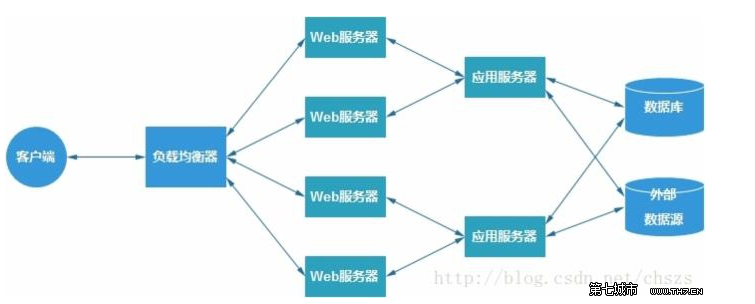 Web服务器
应用服务器
Web服务器
数据库
客户端
负载均衡器
Web服务器
外部
数据源
应用服务器
Web服务器
http://blog.csdn.net/chszs
第七城市
WWW.TH7.CN